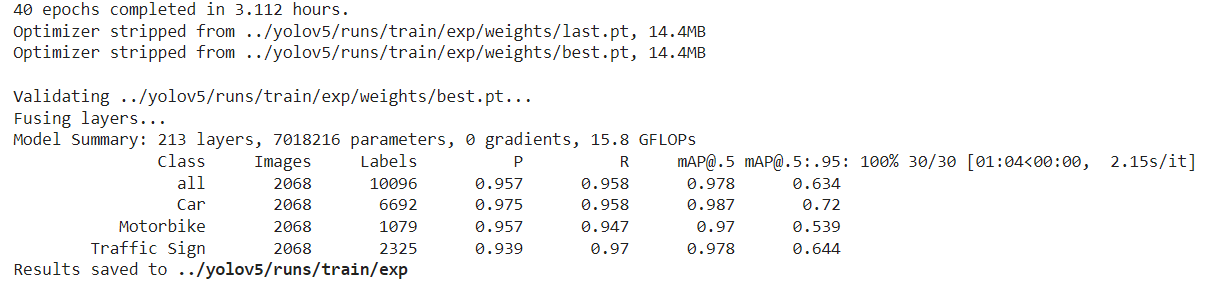 40 epochs completed in 3.112 hours.
Optimizer stripped from ../yolov5/runs/train/exp/weights/last.pt, 14.4MB
Optimizer stripped from ../yolov5/runs/train/exp/weights/best.pt, 14.4MB
Validating ../yolov5/runs/train/exp/weights/best.pt...
Fusing layers...
Model Summary: 213 layers, 7018216 parameters, 0 gradients, 15.8 GFLOPs
Class Images Labels P R mAP@.5 mAP@.5:.95: 100% 30/30 [01:04<00:00, 2.15s/it]
all 2068 10096 0.957 0.958 0.978 0.634
Car 2068 6692 0.975 0.958 0.987 0.72
Motorbike 2068 1079 0.957 0.947 0.97 0.539
Traffic Sign 2068 2325 0.939 0.97 0.978 0.644
Results saved to ../yolov5/runs/train/exp